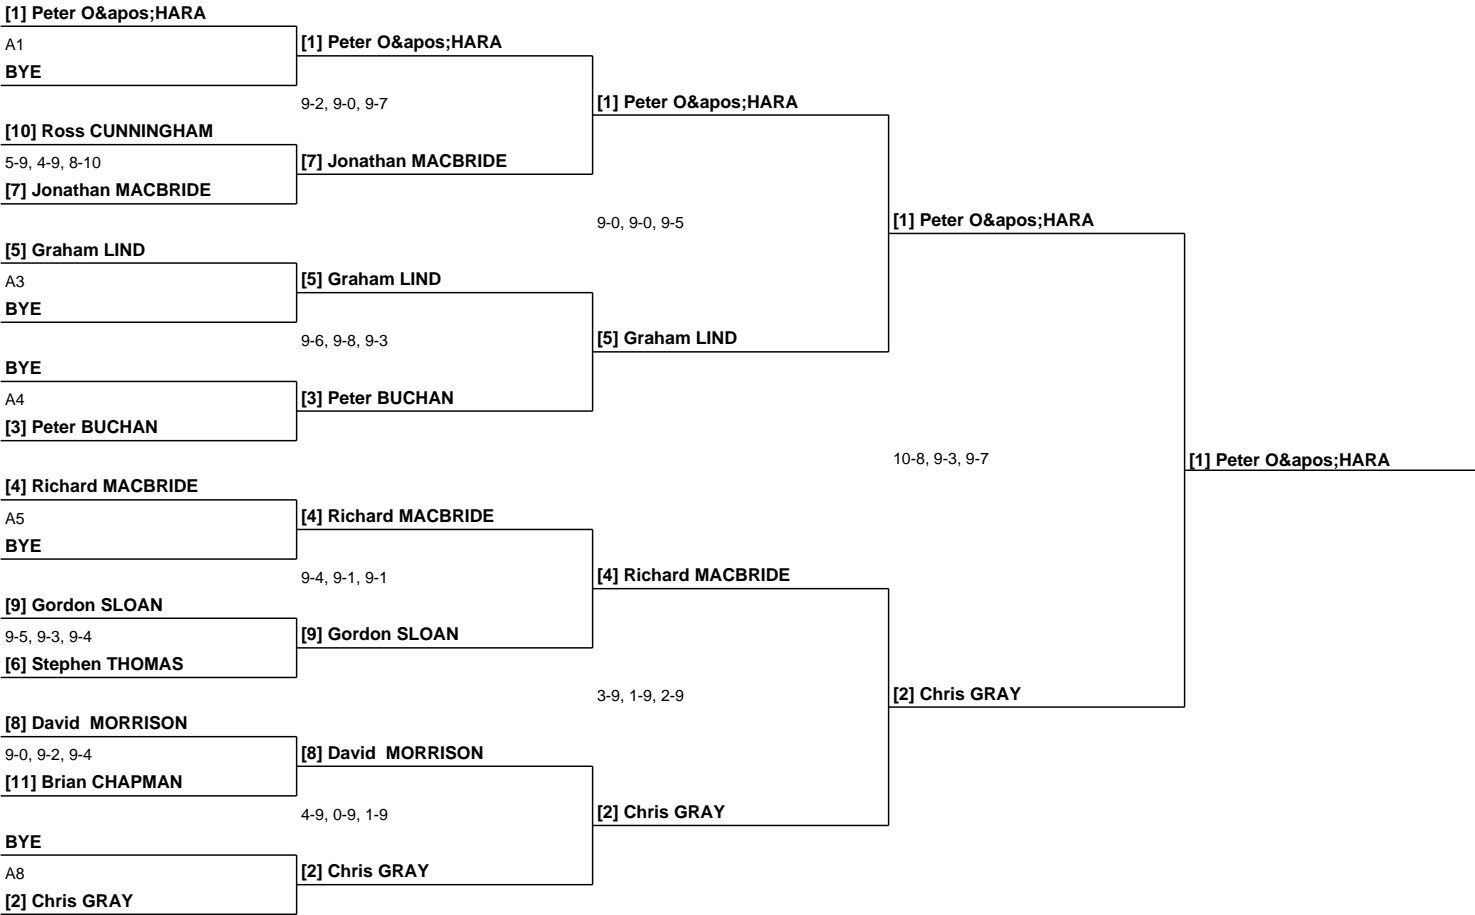 [1] Peter O&apos;HARA
A1
BYE
[10] Ross CUNNINGHAM
5-9, 4-9, 8-10
[7] Jonathan MACBRIDE
[5] Graham LIND
A3
BYE
BYE
A4
[3] Peter BUCHAN
[4] Richard MACBRIDE
A5
BYE
[9] Gordon SLOAN
9-5, 9-3, 9-4
[6] Stephen THOMAS
[8] David  MORRISON
9-0, 9-2, 9-4
[11] Brian CHAPMAN
BYE
A8
[2] Chris GRAY
[1] Peter O&apos;HARA
9-2, 9-0, 9-7
[7] Jonathan MACBRIDE
[5] Graham LIND
9-6, 9-8, 9-3
[3] Peter BUCHAN
[4] Richard MACBRIDE
9-4, 9-1, 9-1
[9] Gordon SLOAN
[8] David  MORRISON
4-9, 0-9, 1-9
[2] Chris GRAY
[1] Peter O&apos;HARA
9-0, 9-0, 9-5
[5] Graham LIND
[4] Richard MACBRIDE
3-9, 1-9, 2-9
[2] Chris GRAY
[1] Peter O&apos;HARA
10-8, 9-3, 9-7
[2] Chris GRAY
[1] Peter O&apos;HARA